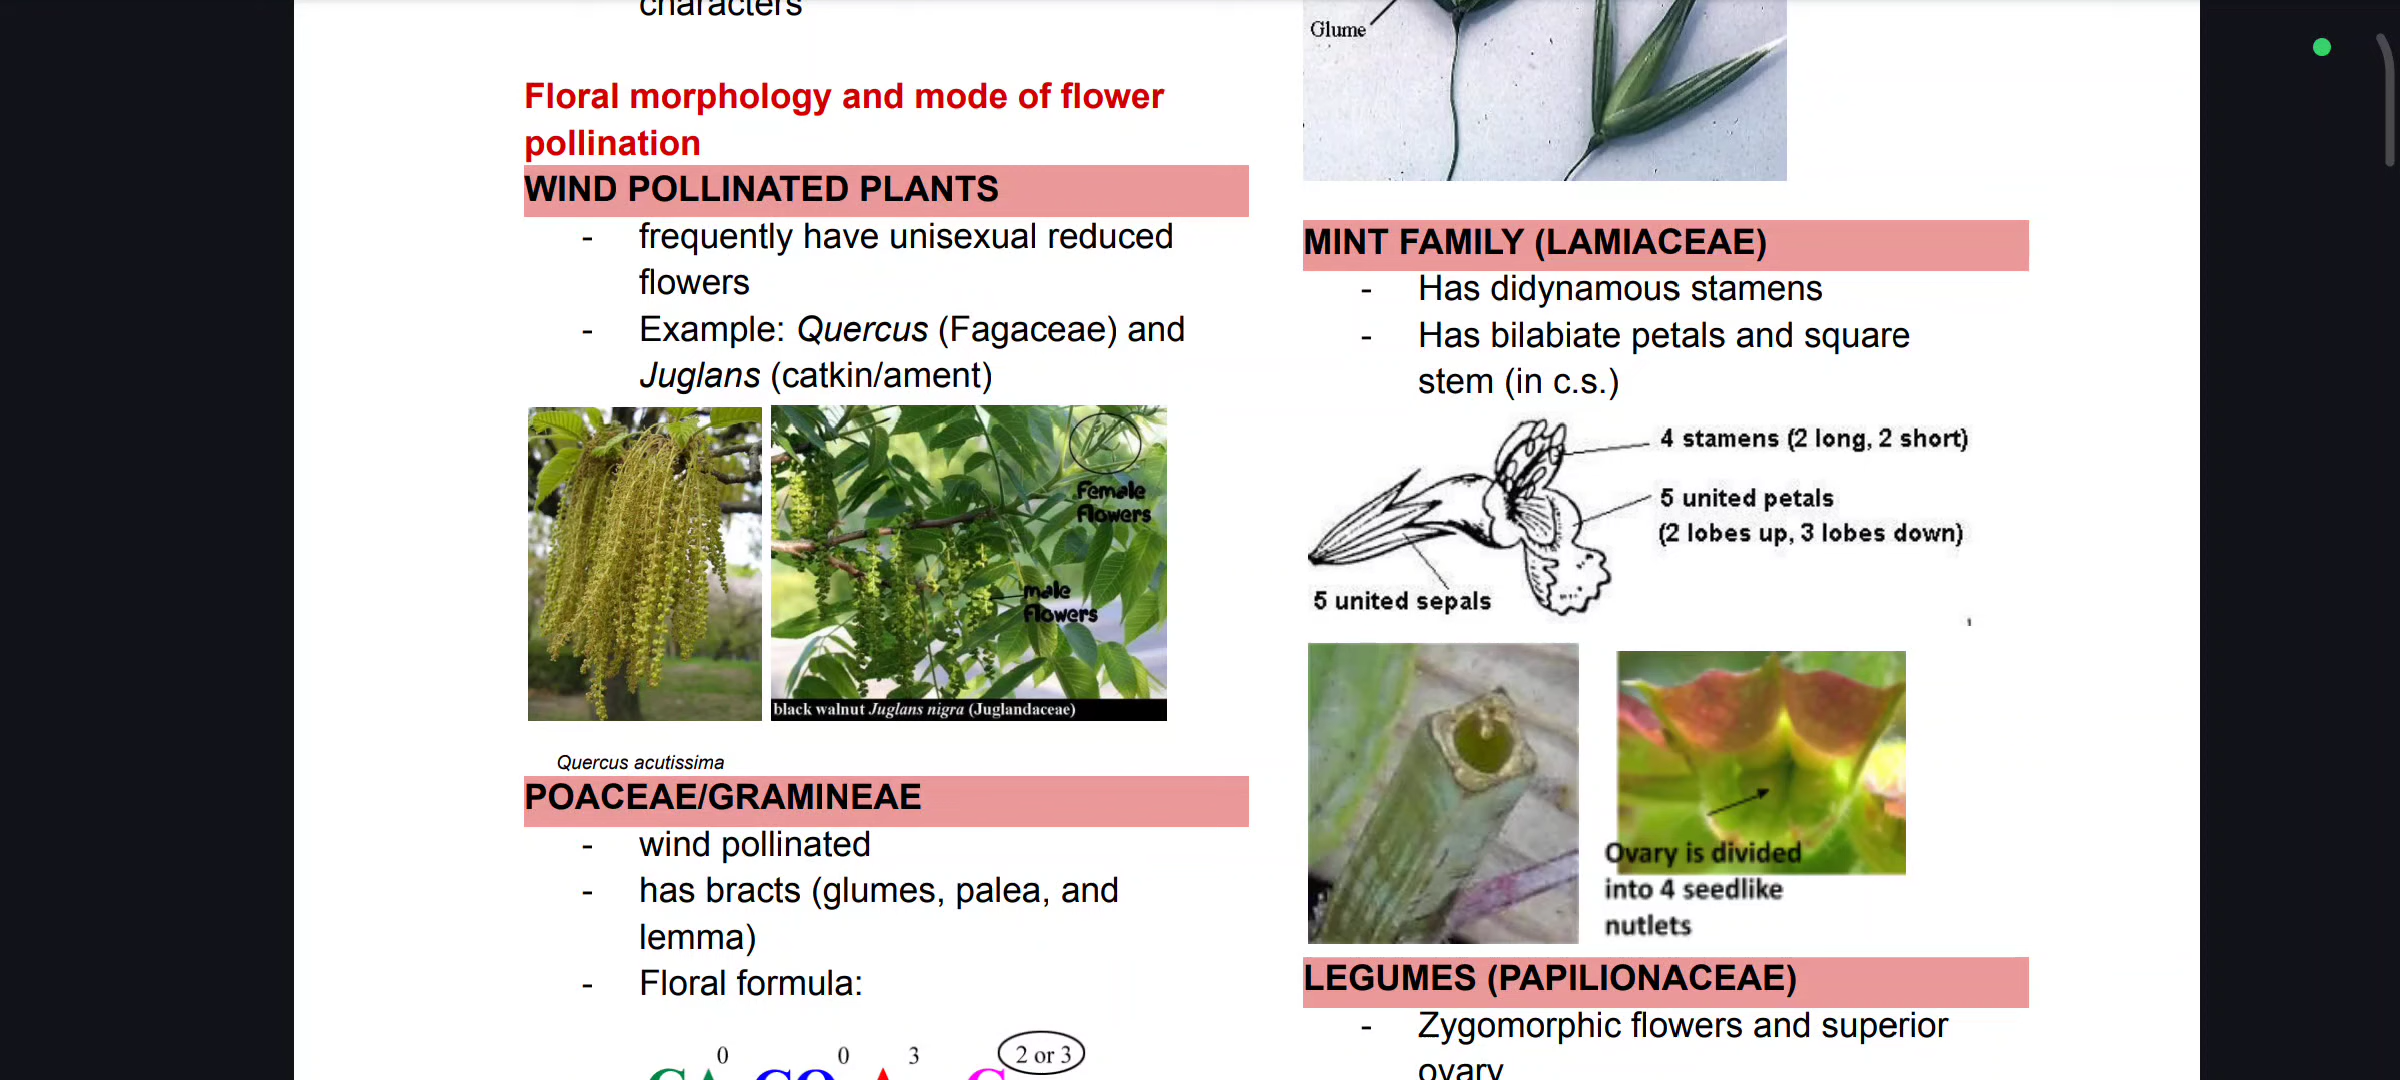 characters
Floral morphology and mode of flower
pollination
WIND POLLINATED PLANTS
- frequently have unisexual reduced
flowers
- Example: Quercus (Fagaceae) and
Juglans (catkin/ament)
Female
Flowers
male
Flowers
black walnut Juglans nigra (Juglandaceae)
Quercus acutissima
POACEAE/GRAMINEAE
- wind pollinated
- has bracts (glumes, palea, and
lemma)
- Floral formula:
0 0 3 2 or 3
CA CO A G
Glume
MINT FAMILY (LAMIACEAE)
- Has didynamous stamens
- Has bilabiate petals and square
stem (in c.s.)
4 stamens (2 long, 2 short)
5 united petals
(2 lobes up, 3 lobes down)
5 united sepals
Ovary is divided
into 4 seedlike
nutlets
LEGUMES (PAPILIONACEAE)
- Zygomorphic flowers and superior
ovary